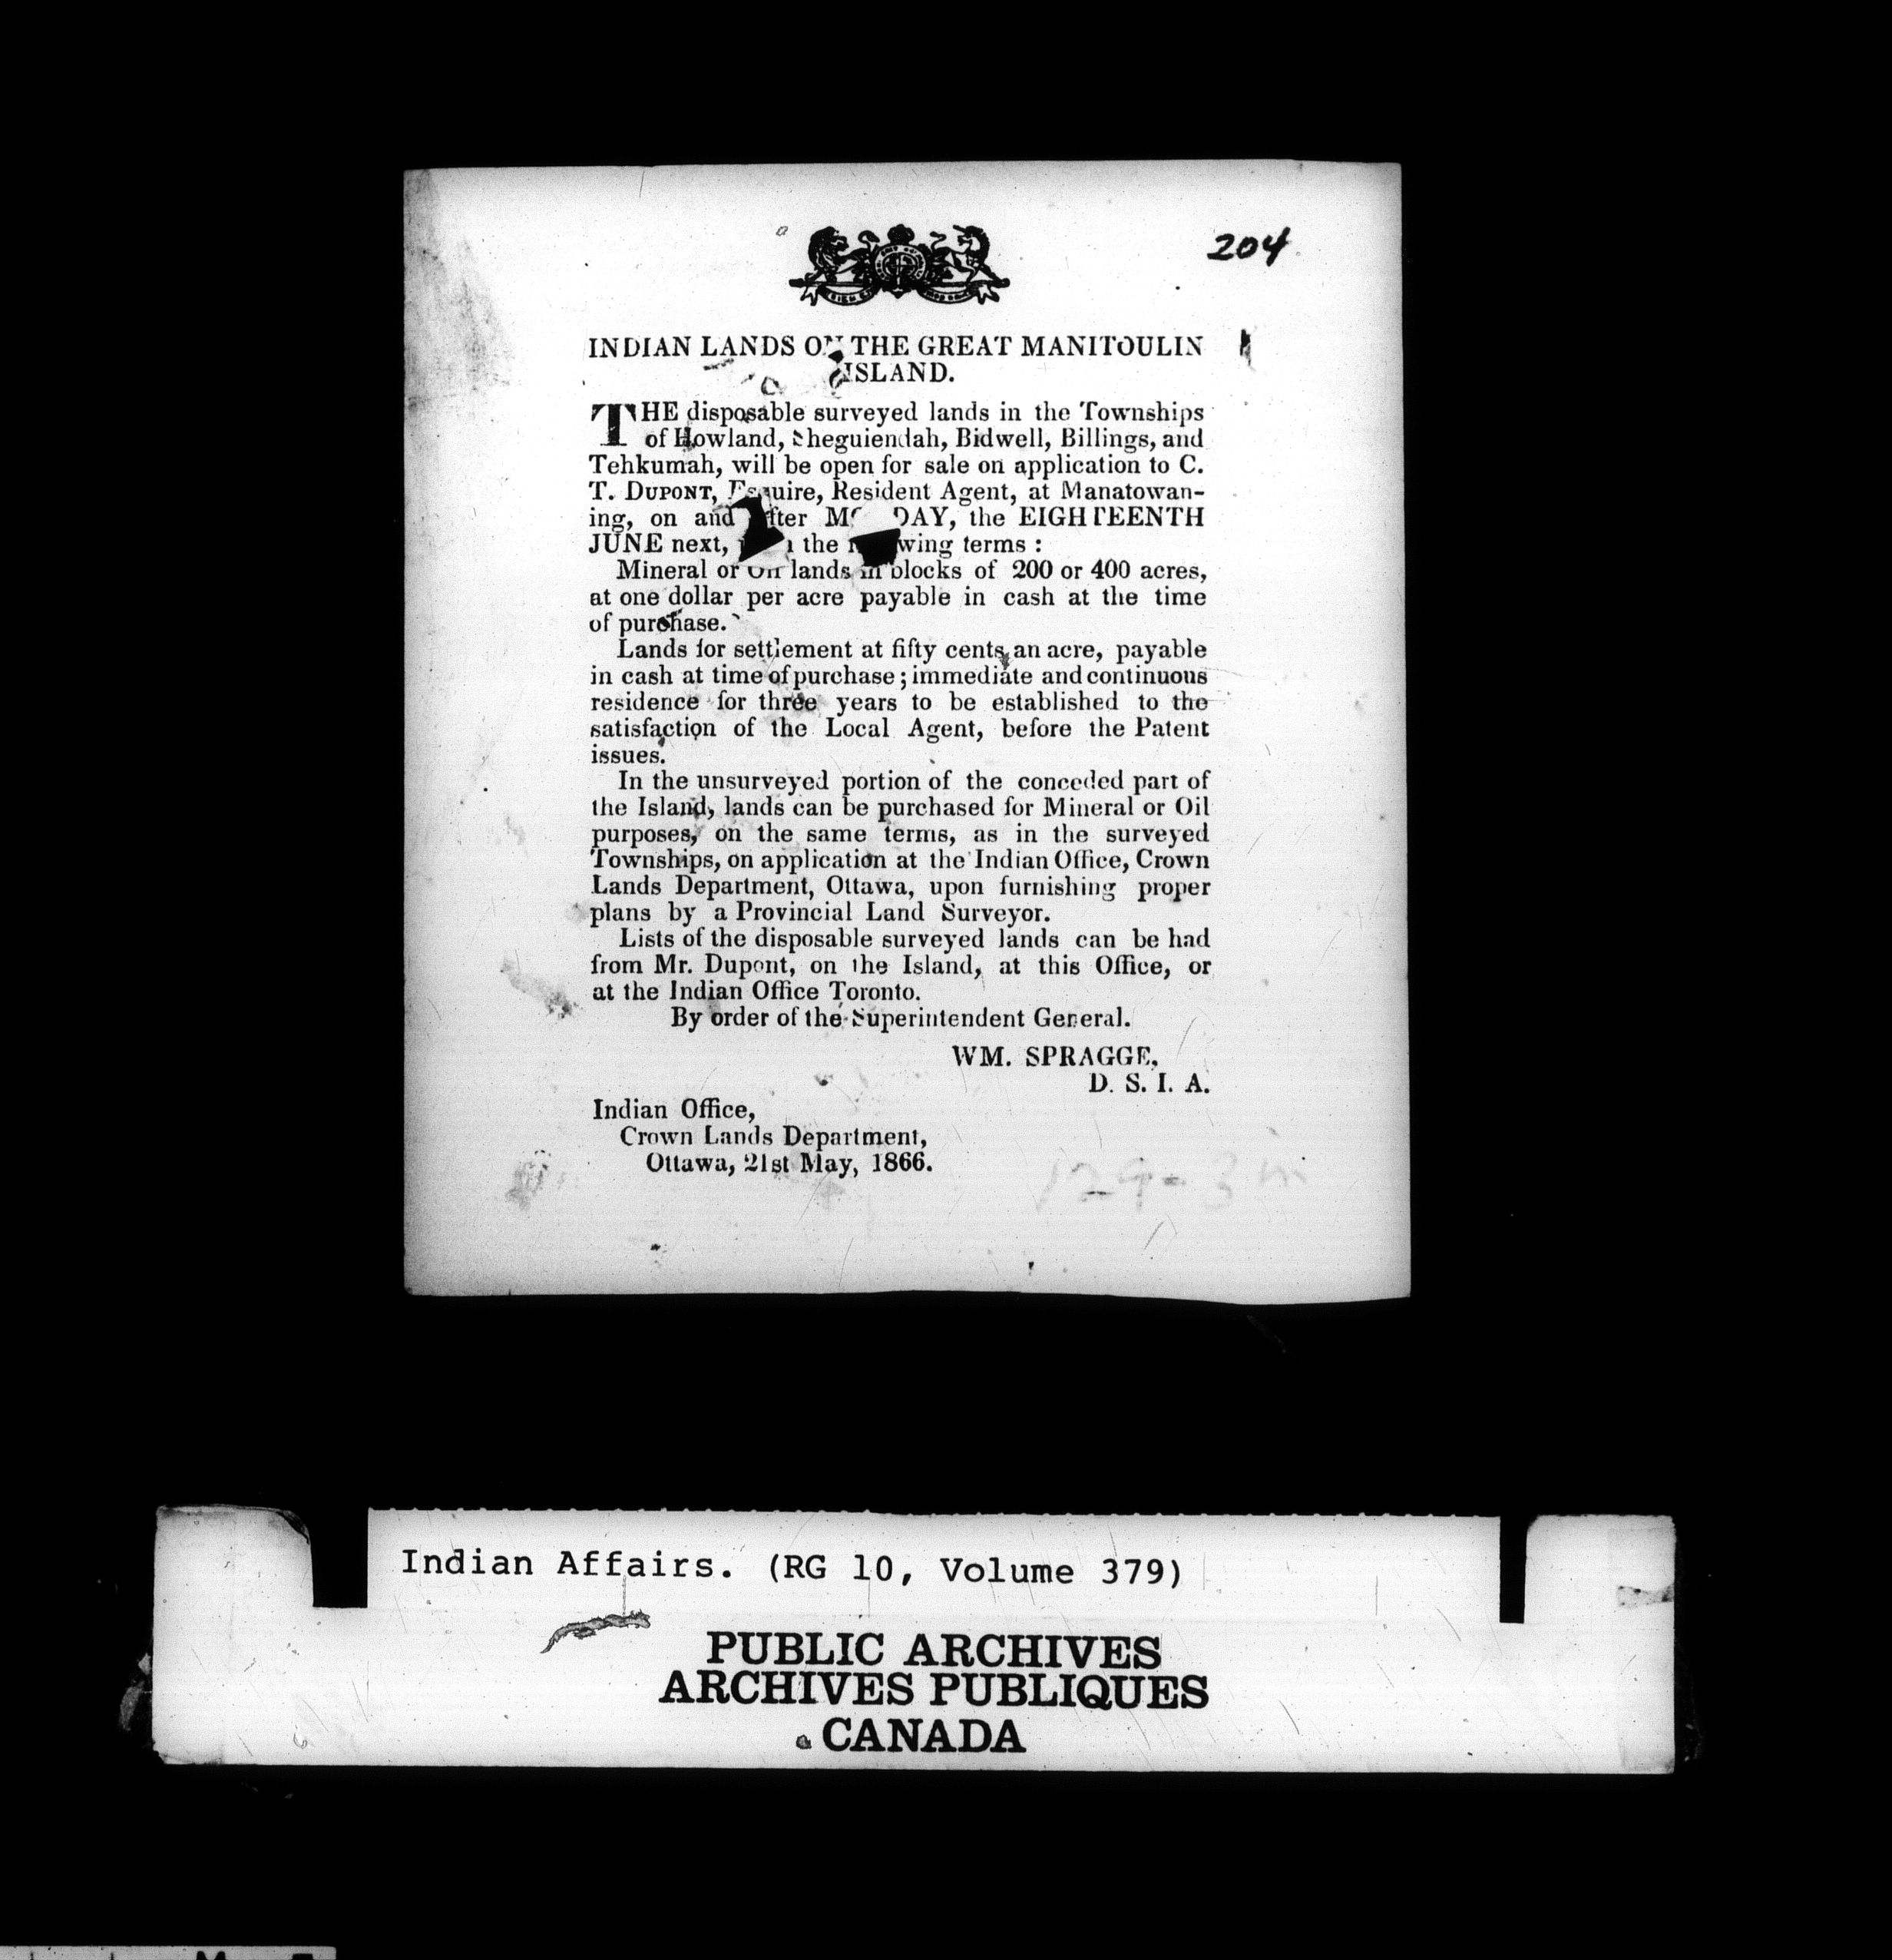 204
INDIAN LANDS ON THE GREAT MANITOULIN
ISLAND.
THE disposable surveyed lands in the Townships
of Howland, Sheguiendah, Bidwell, Billings, and
Tehkumah, will be open for sale on application to C.
T. DUPONT, Esquire, Resident Agent, at Manatowan-
ing, on and after MONDAY, the EIGHTEENTH
JUNE next, the following terms :
Mineral or Oil lands in blocks of 200 or 400 acres,
at one dollar per acre payable in cash at the time
of purchase.
Lands for settlement at fifty cents an acre, payable
in cash at time of purchase ; immediate and continuous
residence for three years to be established to the
satisfaction of the Local Agent, before the Patent
issues.
In the unsurveyed portion of the conceded part of
the Island, lands can be purchased for Mineral or Oil
purposes, on the same terms, as in the surveyed
Townships, on application at the Indian Office, Crown
Lands Department, Ottawa, upon furnishing proper
plans by a Provincial Land Surveyor.
Lists of the disposable surveyed lands can be had
from Mr. Dupont, on the Island, at this Office, or
at the Indian Office Toronto.
By order of the Superintendent General.
WM. SPRAGGE,
D. S. I. A.
Indian Office,
Crown Lands Department,
Ottawa, 21st May, 1866.
129-3m
Indian Affairs. (RG 10, Volume 379)
PUBLIC ARCHIVES
ARCHIVES PUBLIQUES
CANADA